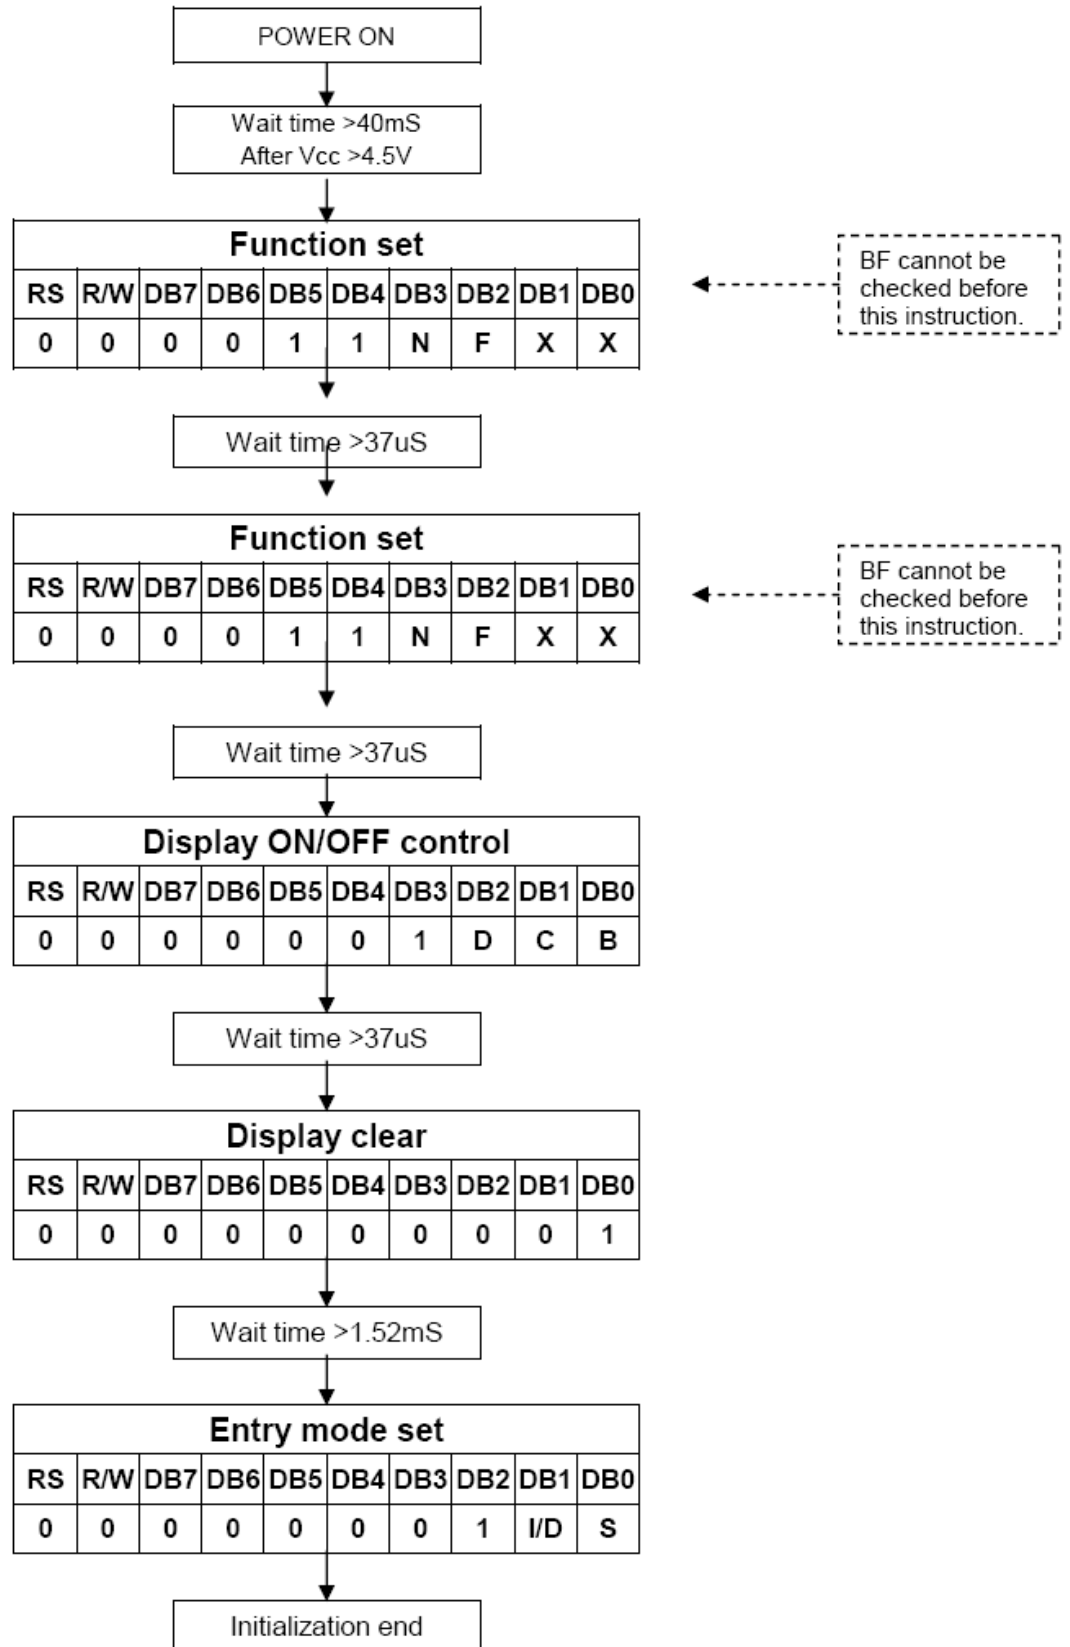 POWER ON
Wait time >40mS
After Vcc >4.5V
Function set
RS R/W DB7 DB6 DB5 DB4 DB3 DB2 DB1 DB0
0 0 0 0 1 1 N F X X
BF cannot be
checked before
this instruction.
Wait time >37uS
Function set
RS R/W DB7 DB6 DB5 DB4 DB3 DB2 DB1 DB0
0 0 0 0 1 1 N F X X
BF cannot be
checked before
this instruction.
Wait time >37uS
Display ON/OFF control
RS R/W DB7 DB6 DB5 DB4 DB3 DB2 DB1 DB0
0 0 0 0 0 0 1 D C B
Wait time >37uS
Display clear
RS R/W DB7 DB6 DB5 DB4 DB3 DB2 DB1 DB0
0 0 0 0 0 0 0 0 0 1
Wait time >1.52mS
Entry mode set
RS R/W DB7 DB6 DB5 DB4 DB3 DB2 DB1 DB0
0 0 0 0 0 0 0 1 I/D S
Initialization end